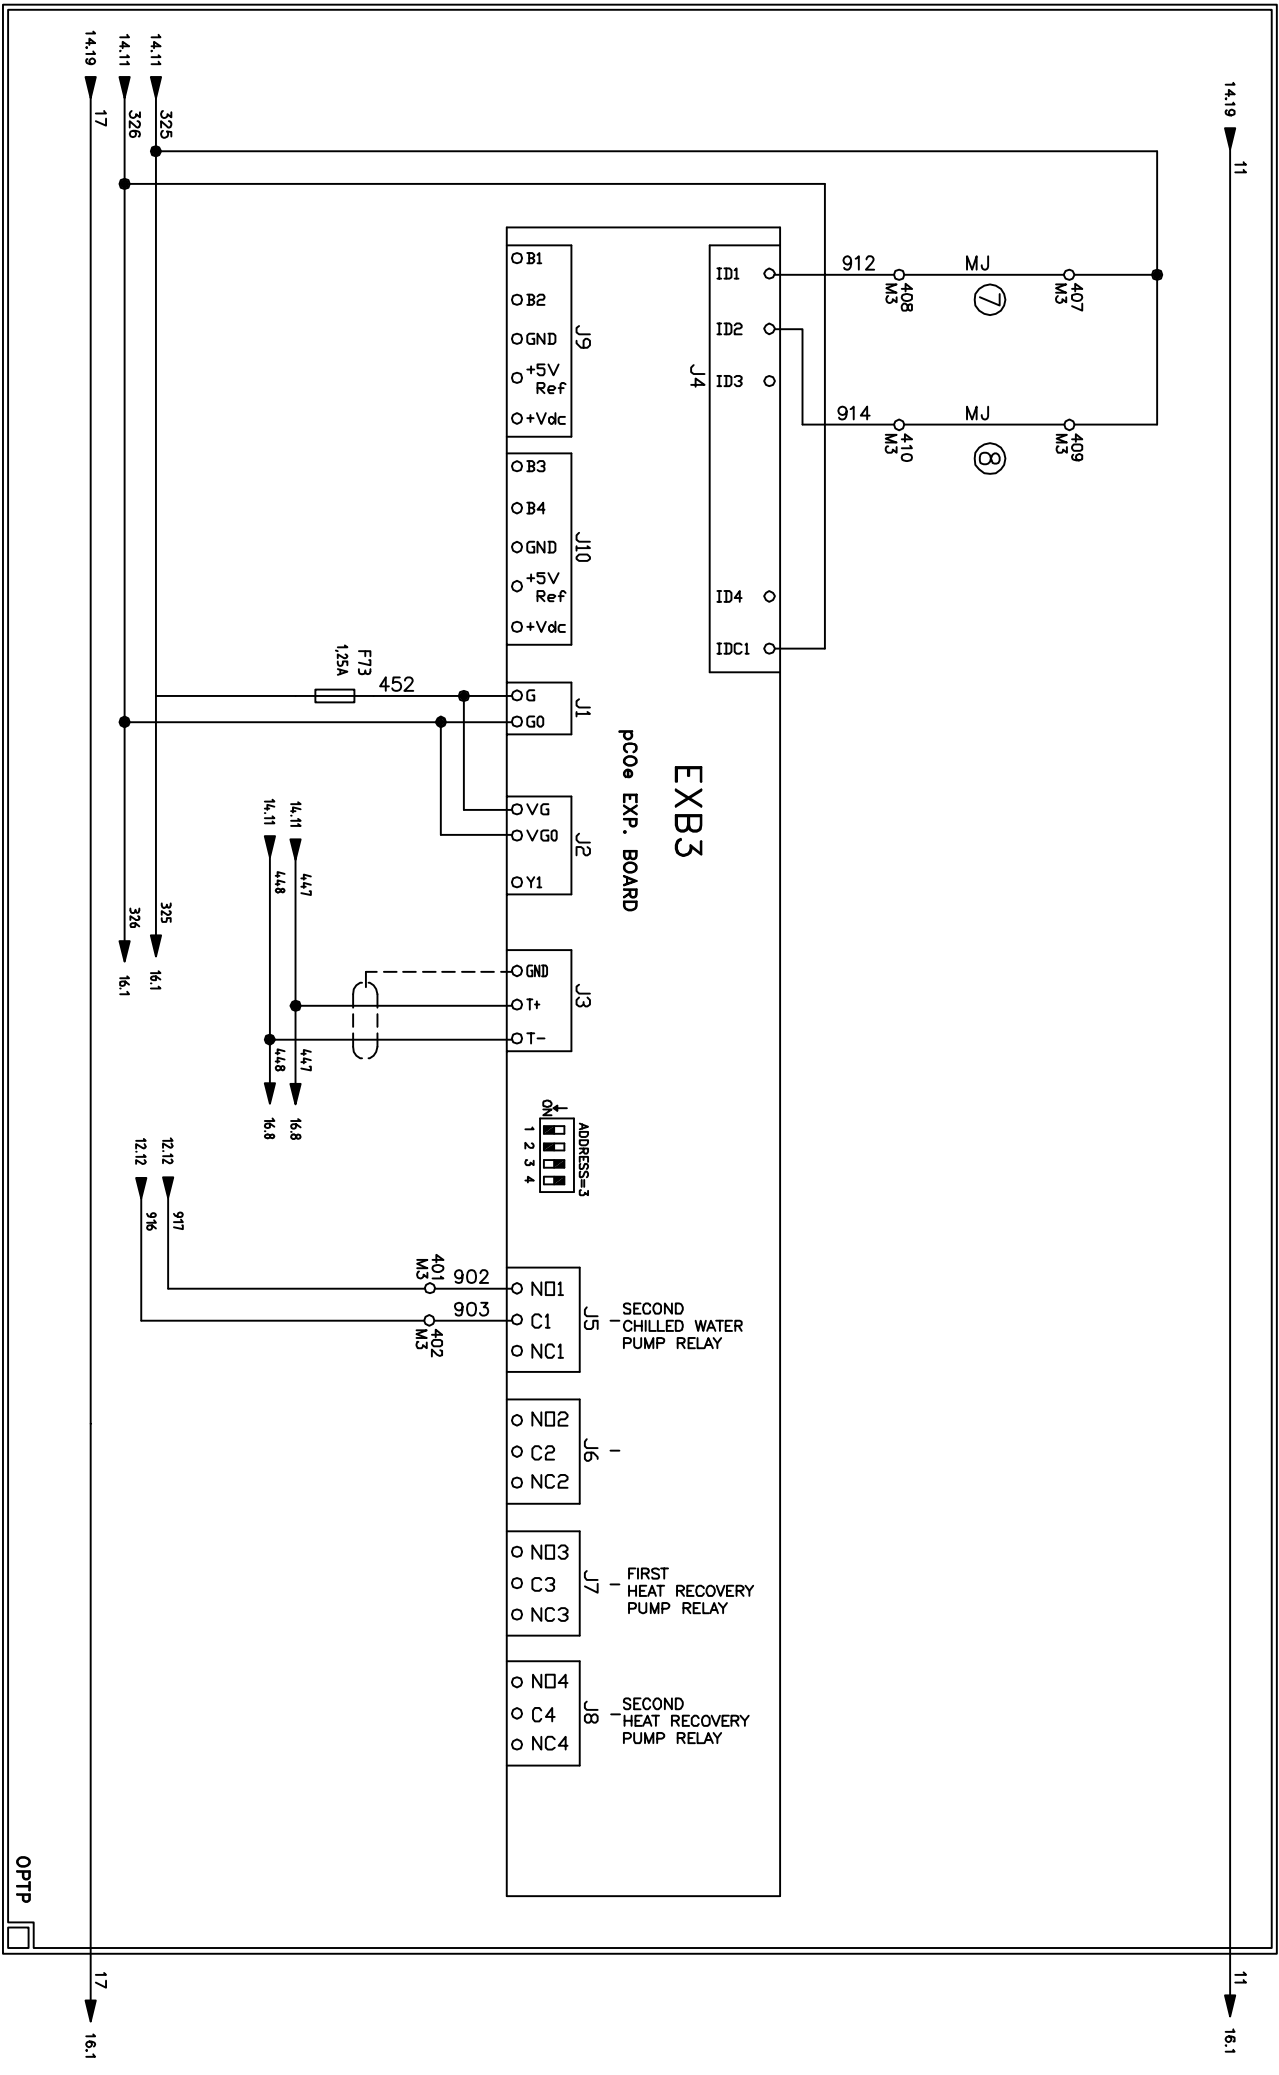 14.19
14.11
14.11
14.19
17
326
325
11
912
MJ
408
M3
407
M3
7
914
MJ
410
M3
409
M3
8
J4
ID1
ID2
ID3
ID4
IDC1
J9
B1
B2
GND
+5V
Ref
+Vdc
J10
B3
B4
GND
+5V
Ref
+Vdc
F73
1,25A
452
J1
G
G0
EXB3
pCOe EXP. BOARD
J2
VG
VG0
Y1
14.11
14.11
448
447
326
325
16.1
16.1
J3
GND
T+
T-
448
447
16.8
16.8
ADDRESS=3
ON
1 2 3 4
12.12
12.12
916
917
401
M3
902
402
M3
903
J5
NO1
C1
NC1
- SECOND
CHILLED WATER
PUMP RELAY
J6 -
NO2
C2
NC2
J7
NO3
C3
NC3
- FIRST
HEAT RECOVERY
PUMP RELAY
J8
NO4
C4
NC4
- SECOND
HEAT RECOVERY
PUMP RELAY
OPTP
17
11
16.1
16.1